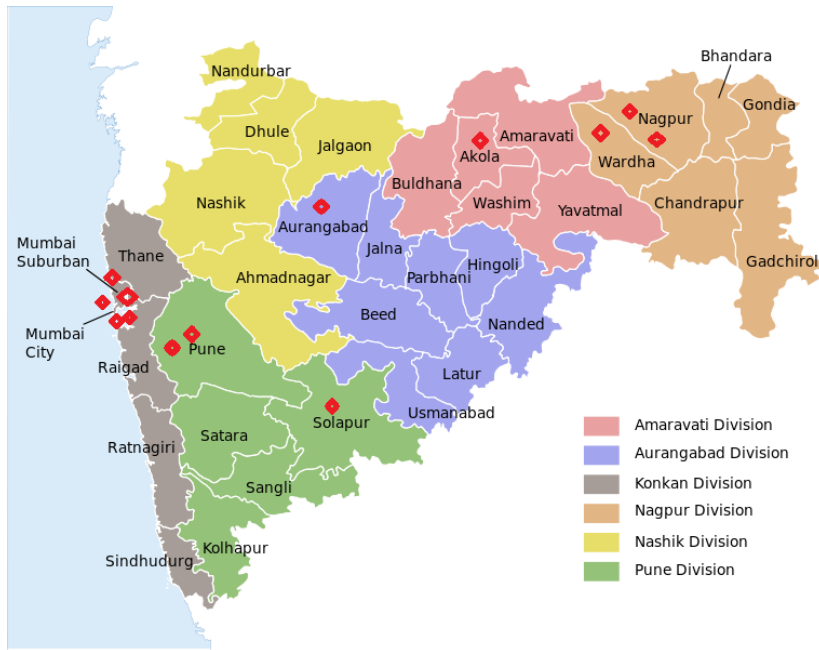 Bhandara
Nandurbar
Gondia
Nagpur
Dhule
Amaravati
Jalgaon
Akola
Wardha
Buldhana
Nashik
Washim
Chandrapur
Yavatmal
Aurangabad
Mumbai
Suburban
Thane
Jalna
Hingoli
Gadchirol
Parbhani
Ahmadnagar
Beed
Nanded
Mumbai
City
Pune
Raigad
Latur
Usmanabad
Solapur
Satara
Ratnagiri
Sangli
Kolhapur
Sindhudurg
Amaravati Division
Aurangabad Division
Konkan Division
Nagpur Division
Nashik Division
Pune Division